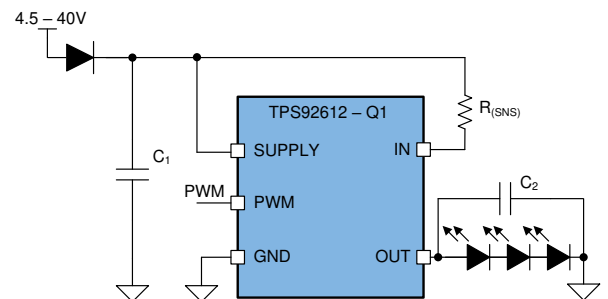 4.5 – 40V
TPS92612 – Q1
R(SNS)
SUPPLY
IN
C1
C2
PWM
PWM
GND
OUT